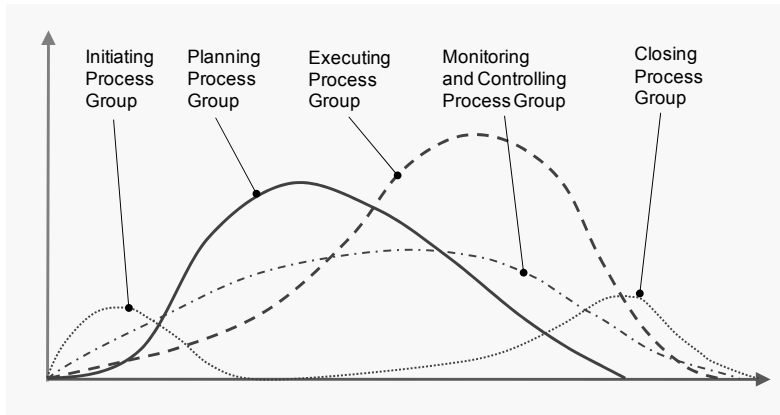 Initiating
Process
Group
Planning
Process
Group
Executing
Process
Group
Monitoring
and Controlling
Process Group
Closing
Process
Group